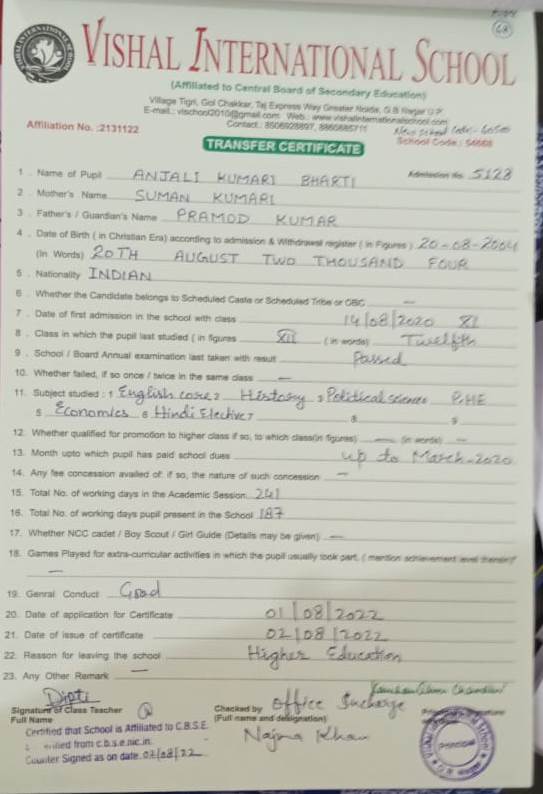 68
VISHAL INTERNATIONAL SCHOOL
(Affiliated to Central Board of Secondary Education)
Village Tigri, Gol Chakkar, Taj Express Way Greater Noida, G.B Nagar U.P
E-mail.: vischool2010@gmail.com Web.: www.vishalinternationalschool.com
Affiliation No. :2131122
Contact.: 8506928897, 8860885711
New School Code:- 60500
School Code : 56668
TRANSFER CERTIFICATE
1 . Name of Pupil ANJALI KUMARI BHARTI Admission No. 5128
2 . Mother's Name SUMAN KUMARI
3 . Father's / Guardian's Name PRAMOD KUMAR
4 . Date of Birth ( in Christian Era) according to admission & Withdrawal register ( in Figures ) 20-08-2004
(In Words) 20TH AUGUST TWO THOUSAND FOUR
5 . Nationality INDIAN
6 . Whether the Candidate belongs to Scheduled Caste or Scheduled Tribe or OBC —
7 . Date of first admission in the school with class 14/08/2020 XI
8 . Class in which the pupil last studied ( in figures XII ( in words) Twelfth
9 . School / Board Annual examination last taken with result Passed
10. Whether failed, if so once / twice in the same class —
11. Subject studied : 1 English core 2 History 3 Political science P.HE
5 Economics 6 Hindi Elective 7 8 9
12. Whether qualified for promotion to higher class if so, to which class(in figures) — (in words) —
13. Month upto which pupil has paid school dues up to March-2020
14. Any fee concession availed of: if so, the nature of such concession —
15. Total No. of working days in the Academic Session 241
16. Total No. of working days pupil present in the School 187
17. Whether NCC cadet / Boy Scout / Girl Guide (Details may be given) —
18. Games Played for extra-curricular activities in which the pupil usually took part. ( mention achievement level therein)
—
19. Genral Conduct Good
20. Date of application for Certificate 01/08/2022
21. Date of issue of certificate 02/08/2022
22. Reason for leaving the school Higher Education
23. Any Other Remark —
Dipti
Signature of Class Teacher
Full Name
Checked by Office Incharge
(Full name and designation)
Najma Khan
Certified that School is Affiliated to C.B.S.E.
from c.b.s.e.nic.in.
Counter Signed as on date 02/08/22
Principal